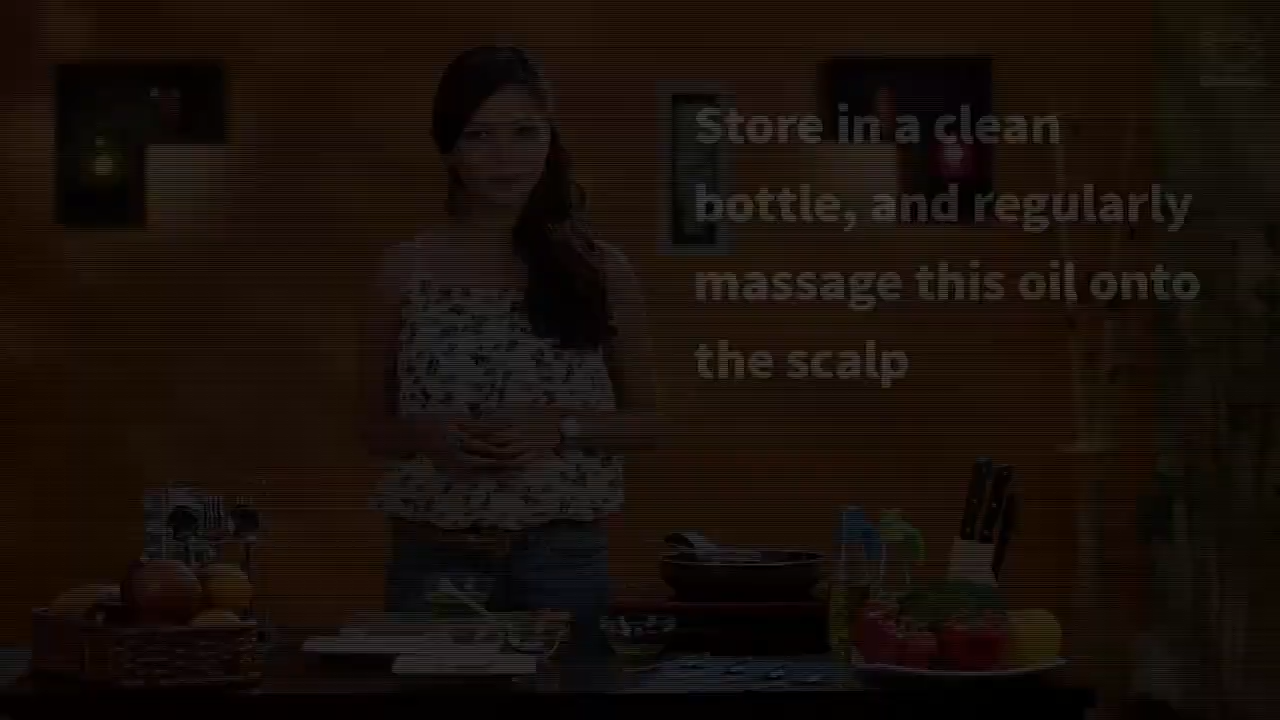 Store in a clean
bottle, and regularly
massage this oil onto
the scalp